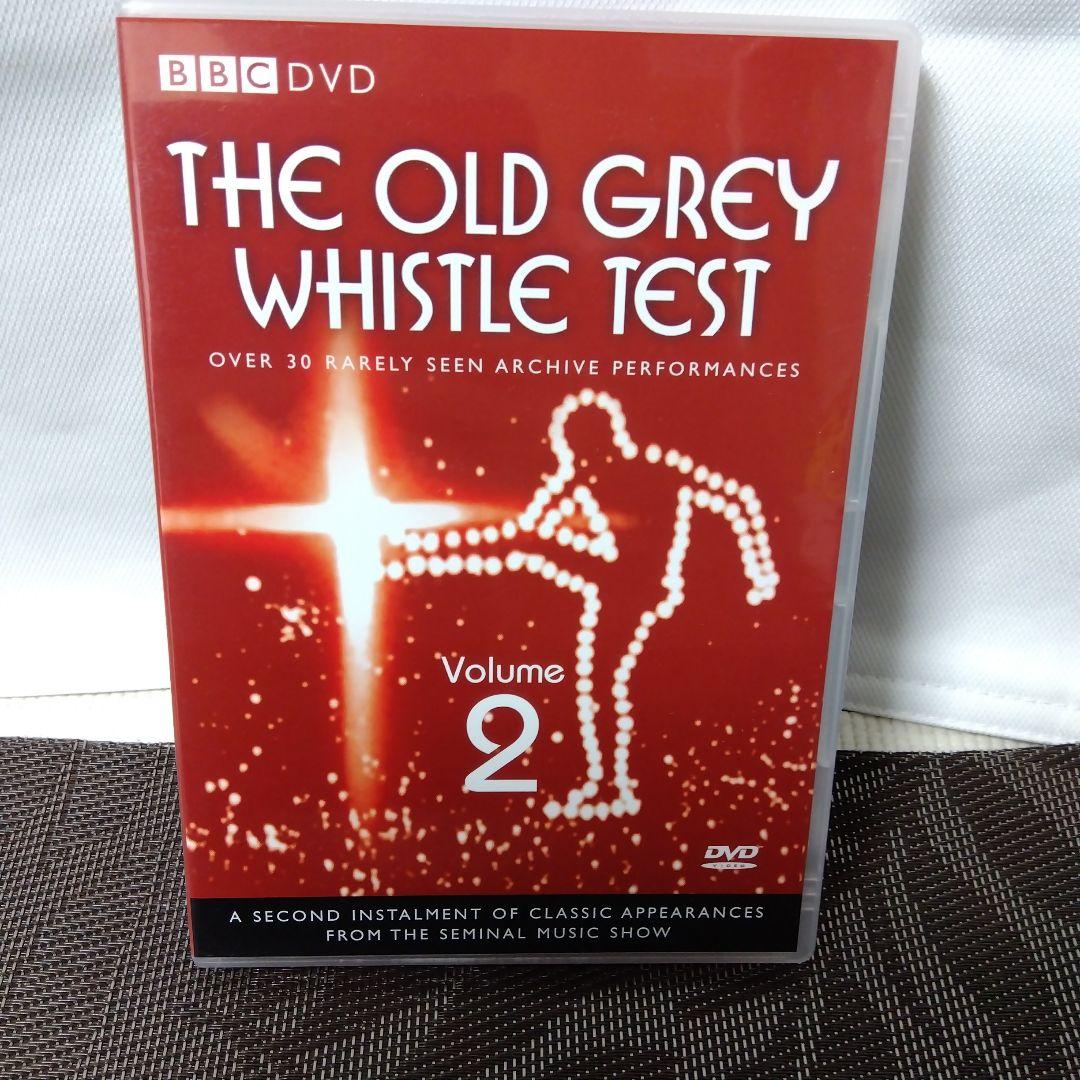 BBC DVD
THE OLD GREY
WHISTLE TEST
OVER 30 RARELY SEEN ARCHIVE PERFORMANCES
Volume
2
DVD
VIDEO
A SECOND INSTALMENT OF CLASSIC APPEARANCES
FROM THE SEMINAL MUSIC SHOW